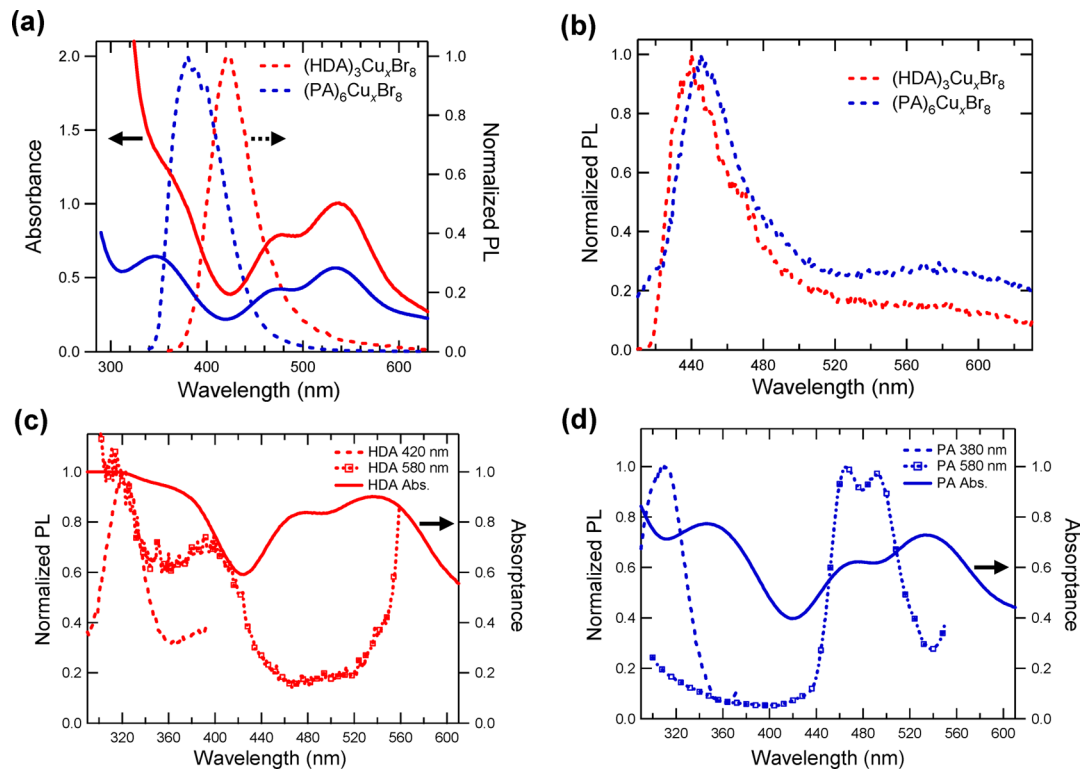 (a)
(HDA)3CuxBr8
(PA)6CuxBr8
2.0
1.5
1.0
0.5
0.0
Absorbance
1.0
0.8
0.6
0.4
0.2
0.0
Normalized PL
300
400
500
600
Wavelength (nm)
(b)
(HDA)3CuxBr8
(PA)6CuxBr8
1.0
0.8
0.6
0.4
0.2
0.0
Normalized PL
440
480
520
560
600
Wavelength (nm)
(c)
HDA 420 nm
HDA 580 nm
HDA Abs.
1.0
0.8
0.6
0.4
0.2
0.0
Normalized PL
1.0
0.8
0.6
0.4
0.2
0.0
Absorptance
320
360
400
440
480
520
560
600
Wavelength (nm)
(d)
PA 380 nm
PA 580 nm
PA Abs.
1.0
0.8
0.6
0.4
0.2
0.0
Normalized PL
1.0
0.8
0.6
0.4
0.2
0.0
Absorptance
320
360
400
440
480
520
560
600
Wavelength (nm)